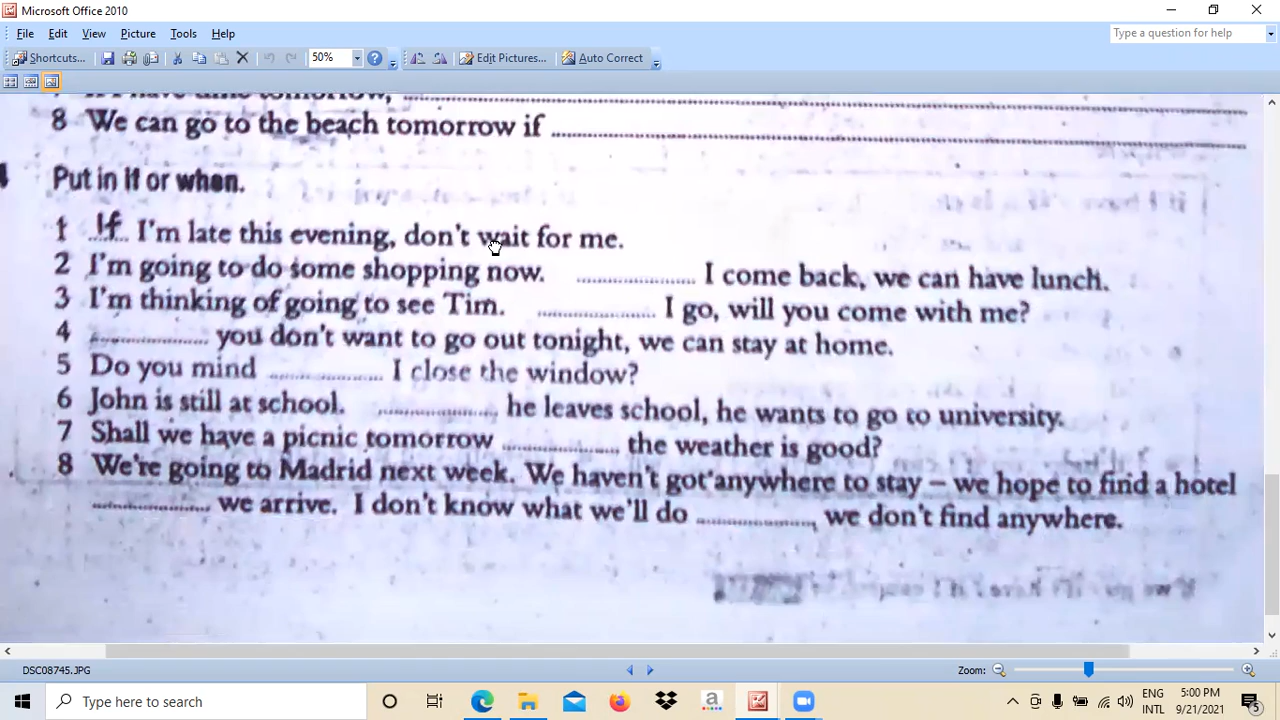 Microsoft Office 2010
File Edit View Picture Tools Help
Type a question for help
Shortcuts... 50% Edit Pictures... Auto Correct
tomorrow,
8 We can go to the beach tomorrow if
Put in if or when.
1 If I'm late this evening, don't wait for me.
2 I'm going to do some shopping now. .................... I come back, we can have lunch.
3 I'm thinking of going to see Tim. .................... I go, will you come with me?
4 .................... you don't want to go out tonight, we can stay at home.
5 Do you mind .................... I close the window?
6 John is still at school. .................... he leaves school, he wants to go to university.
7 Shall we have a picnic tomorrow .................... the weather is good?
8 We're going to Madrid next week. We haven't got anywhere to stay – we hope to find a hotel
.................... we arrive. I don't know what we'll do .................... we don't find anywhere.
DSC08745.JPG Zoom:
Type here to search
ENG 5:00 PM
INTL 9/21/2021 5